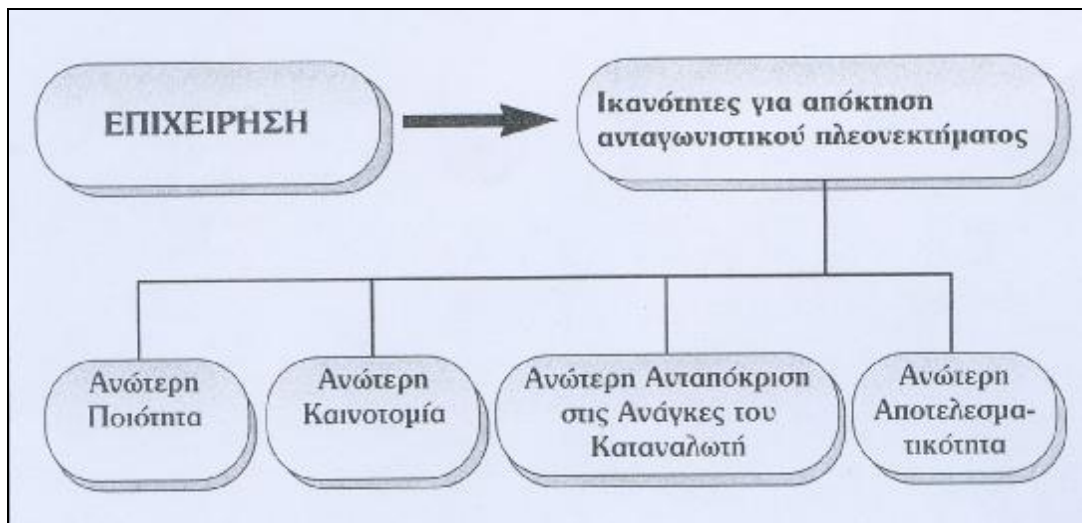 ΕΠΙΧΕΙΡΗΣΗ
Ικανότητες για απόκτηση
ανταγωνιστικού πλεονεκτήματος
Ανώτερη
Ποιότητα
Ανώτερη
Καινοτομία
Ανώτερη Ανταπόκριση
στις Ανάγκες του
Καταναλωτή
Ανώτερη
Αποτελεσμα-
τικότητα